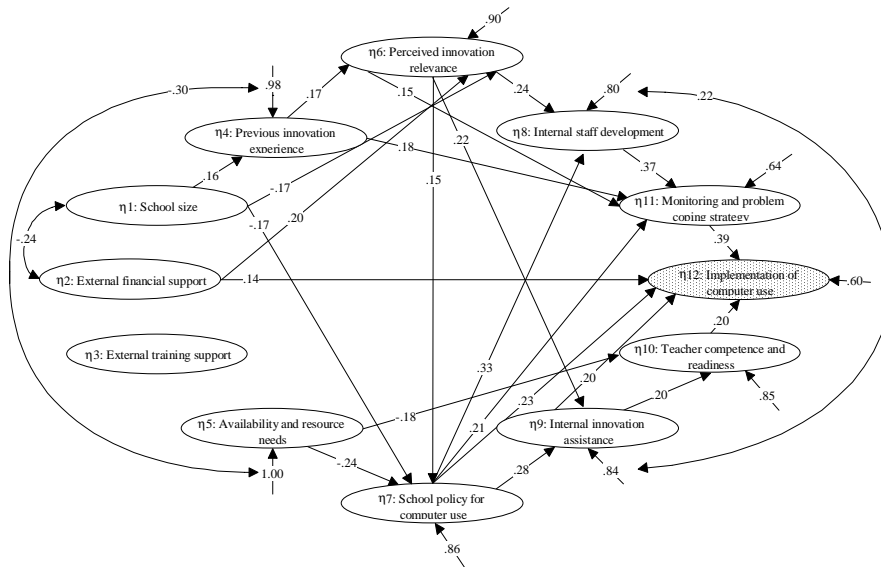 .90
η6: Perceived innovation
relevance
.30
.98
.17
.15
.24
.80
.22
η4: Previous innovation
experience
η8: Internal staff development
.22
.18
.37
.64
.16
-.17
.15
η1: School size
η11: Monitoring and problem
coping strategy
-.17
.20
-.24
.39
η2: External financial support
.14
η12: Implementation of
computer use
.60
.20
η3: External training support
η10: Teacher competence and
readiness
.33
.20
.20
.85
.23
-.18
.21
η5: Availability and resource
needs
η9: Internal innovation
assistance
-.24
.28
.84
1.00
η7: School policy for
computer use
.86